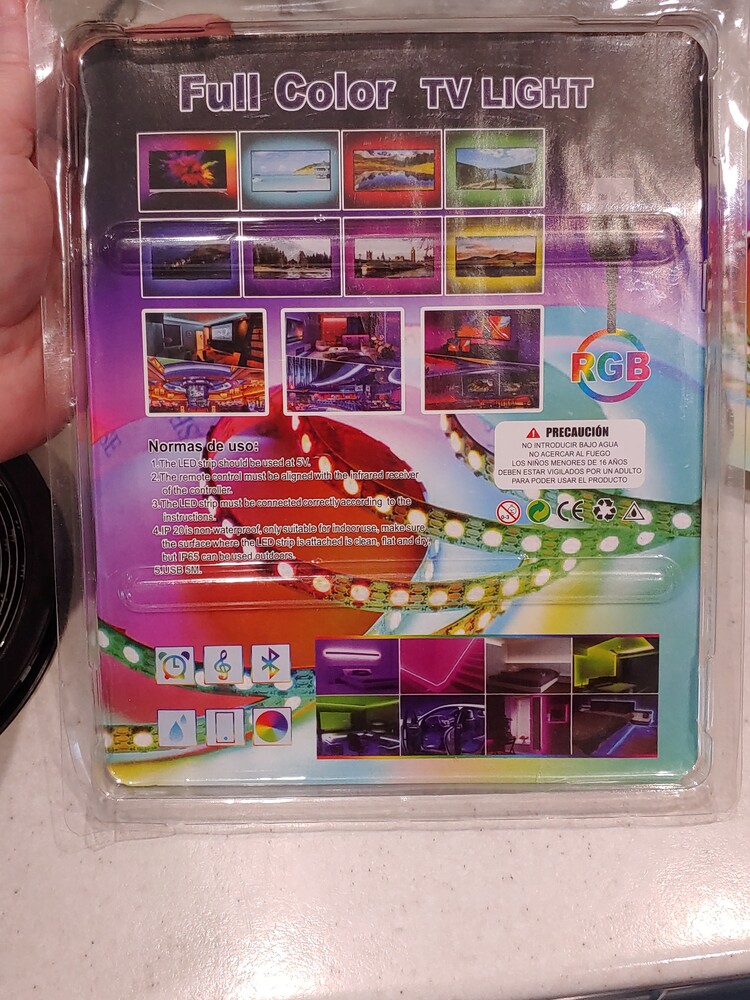 Full Color TV LIGHT
RGB
Normas de uso:
1.The LED strip should be used at 5V.
2.The remote control must be aligned with the infrared receiver
of the controller.
3.The LED strip must be connected correctly according to the
instructions.
4.IP 20 is non-waterproof, only suitable for indoor use, make sure
the surface where the LED strip is attached is clean, flat and dry,
but IP65 can be used outdoors.
5.USB 5M.
PRECAUCIÓN
NO INTRODUCIR BAJO AGUA
NO ACERCAR AL FUEGO
LOS NIÑOS MENORES DE 16 AÑOS
DEBEN ESTAR VIGILADOS POR UN ADULTO
PARA PODER USAR EL PRODUCTO
0-3
CE